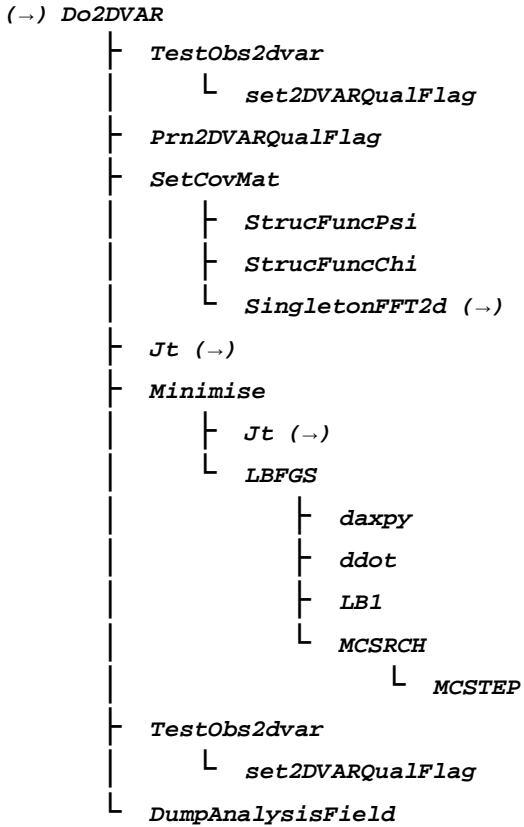 (→) Do2DVAR
TestObs2dvar
set2DVARQualFlag
Prn2DVARQualFlag
SetCovMat
StrucFuncPsi
StrucFuncChi
SingletonFFT2d (→)
Jt (→)
Minimise
Jt (→)
LBFGS
daxpy
ddot
LB1
MCSRCH
MCSTEP
TestObs2dvar
set2DVARQualFlag
DumpAnalysisField